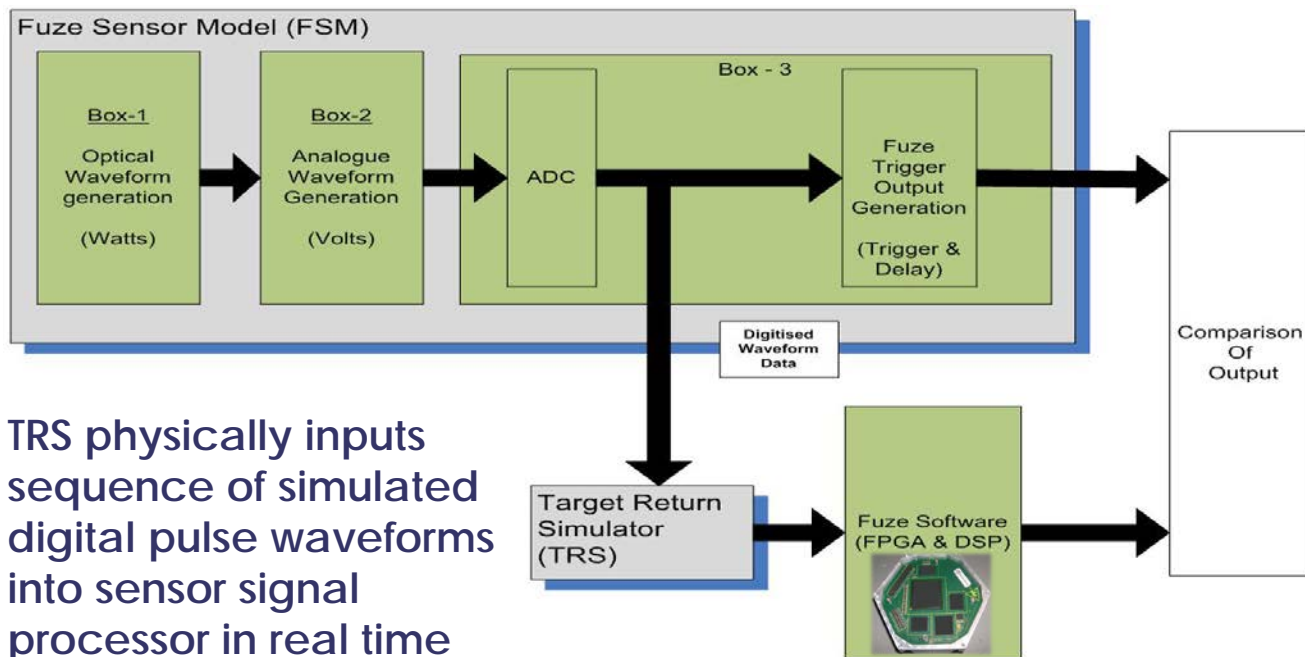 Fuze Sensor Model (FSM)
Box-1
Optical
Waveform
generation
(Watts)
Box-2
Analogue
Waveform
Generation
(Volts)
Box - 3
ADC
Fuze
Trigger
Output
Generation
(Trigger &
Delay)
Digitised
Waveform
Data
Comparison
Of
Output
TRS physically inputs
sequence of simulated
digital pulse waveforms
into sensor signal
processor in real time
Target Return
Simulator
(TRS)
Fuze Software
(FPGA & DSP)